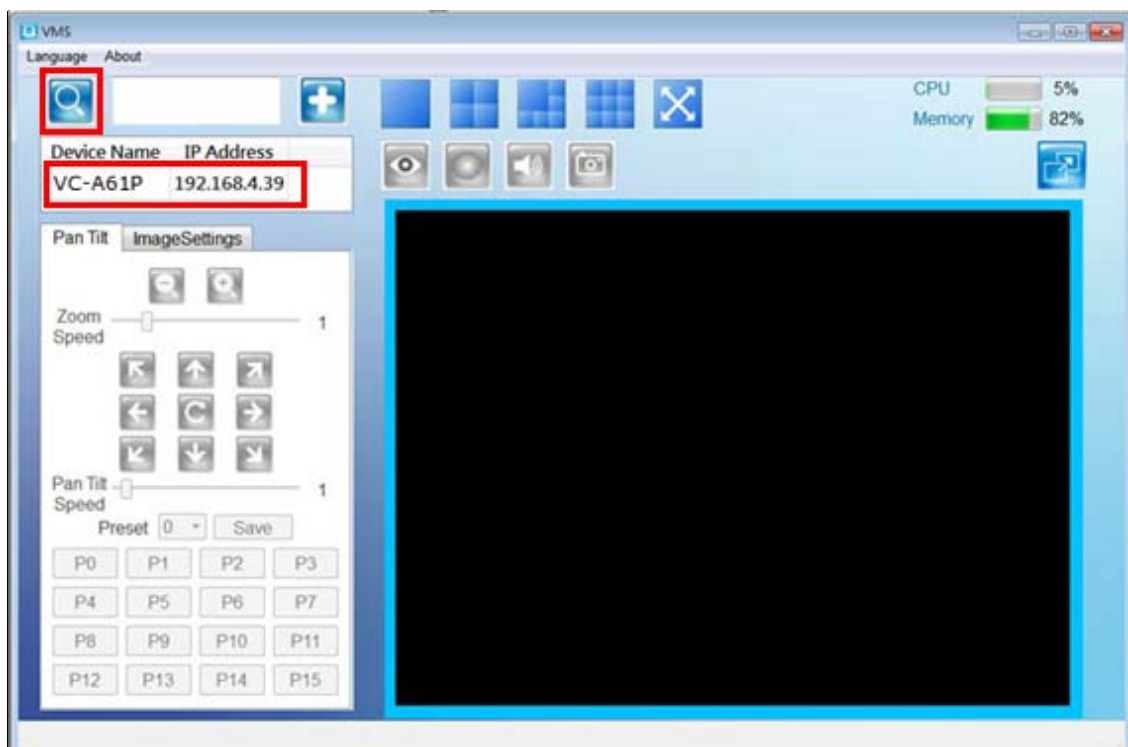 VMS
Language About
CPU 5%
Memory 82%
Device Name IP Address
VC-A61P 192.168.4.39
Pan Tilt ImageSettings
Zoom Speed 1
C
Pan Tilt Speed 1
Preset 0 Save
P0 P1 P2 P3
P4 P5 P6 P7
P8 P9 P10 P11
P12 P13 P14 P15